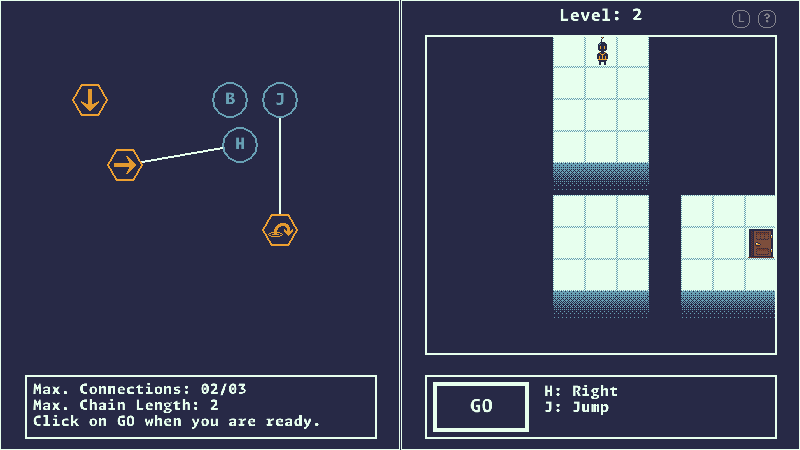 Level: 2
L ?
B J
H
Max. Connections: 02/03
Max. Chain Length: 2
Click on GO when you are ready.
GO
H: Right
J: Jump